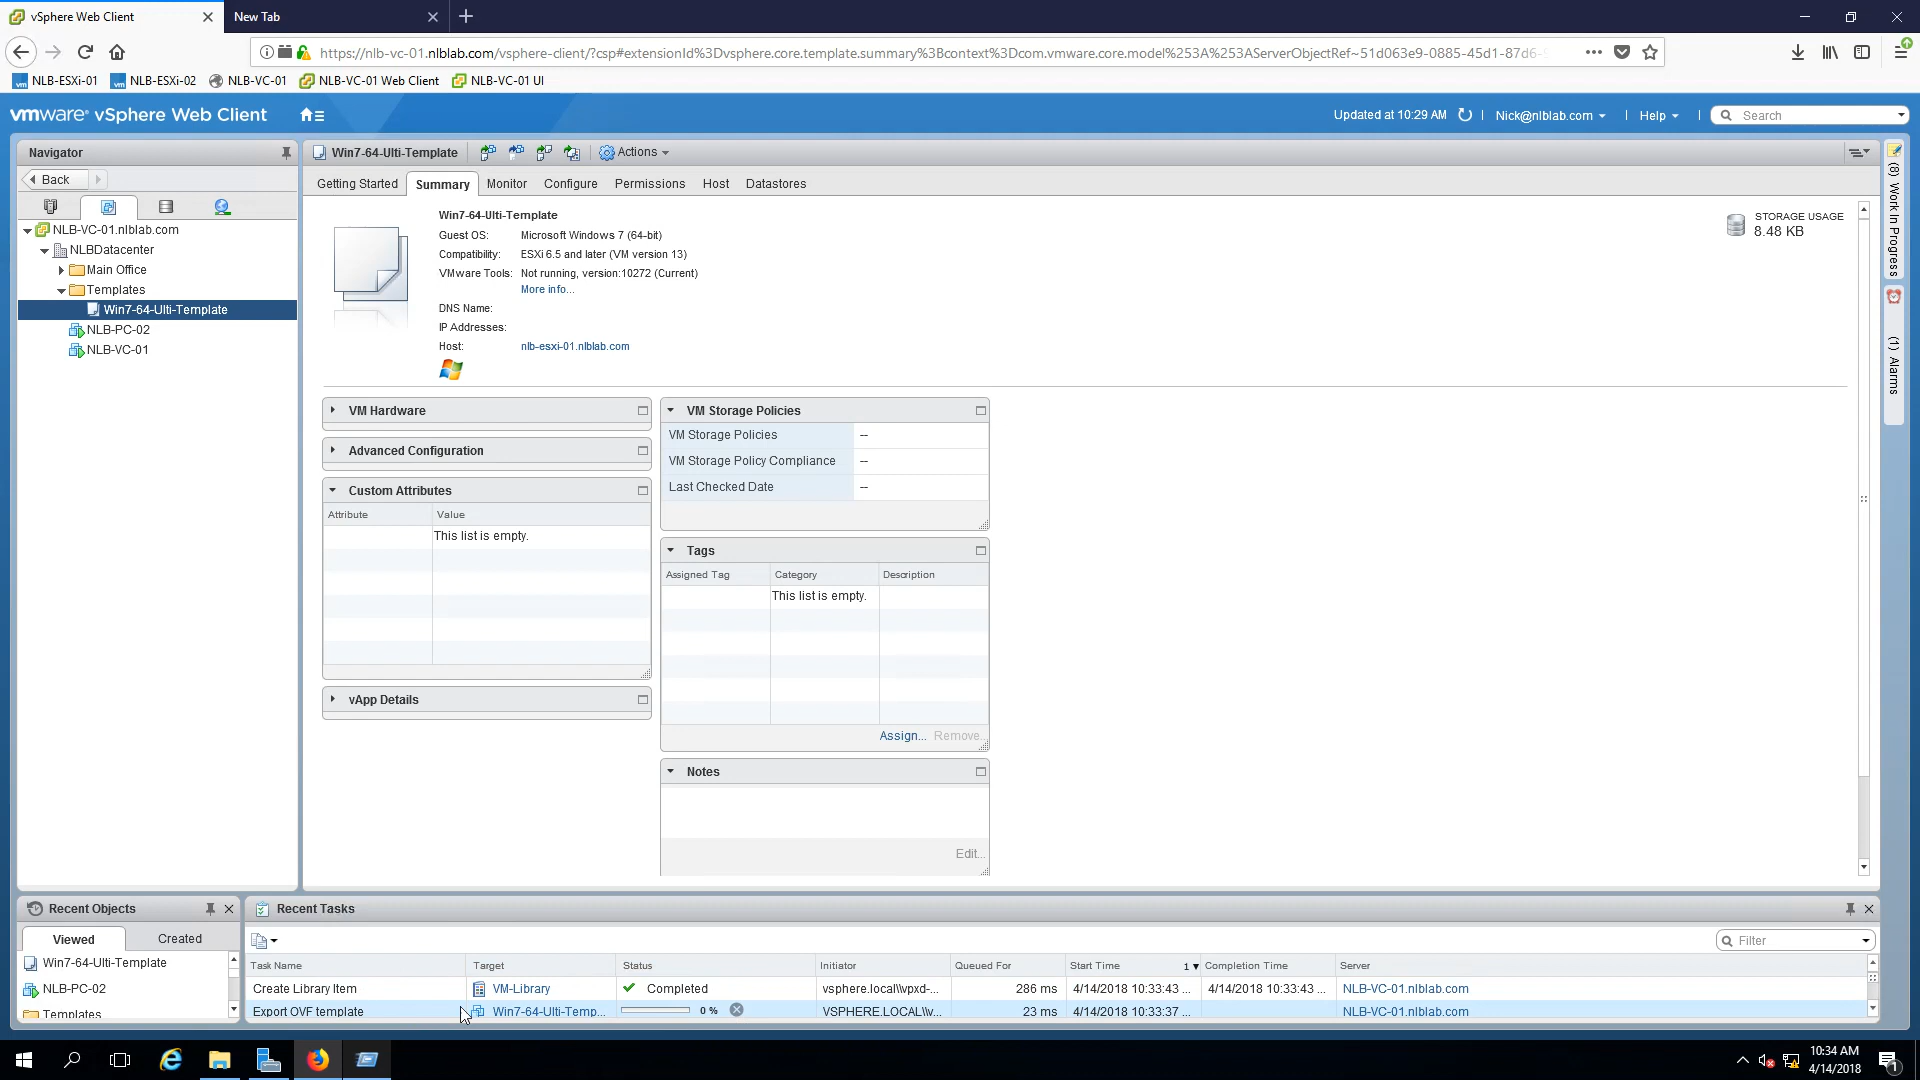 vSphere Web Client
New Tab
https://nlb-vc-01.nlblab.com/vsphere-client/?csp#extensionId%3Dvsphere.core.template.summary%3Bcontext%3Dcom.vmware.core.model%253A%253AServerObjectRef~51d063e9-0885-45d1-87d6-
NLB-ESXi-01
NLB-ESXi-02
NLB-VC-01
NLB-VC-01 Web Client
NLB-VC-01 UI
vmware® vSphere Web Client
Updated at 10:29 AM
Nick@nlblab.com
Help
Search
Navigator
Back
NLB-VC-01.nlblab.com
NLBDatacenter
Main Office
Templates
Win7-64-Ulti-Template
NLB-PC-02
NLB-VC-01
Win7-64-Ulti-Template
Actions
Getting Started
Summary
Monitor
Configure
Permissions
Host
Datastores
Win7-64-Ulti-Template
Guest OS: Microsoft Windows 7 (64-bit)
Compatibility: ESXi 6.5 and later (VM version 13)
VMware Tools: Not running, version:10272 (Current)
More info...
DNS Name:
IP Addresses:
Host: nlb-esxi-01.nlblab.com
STORAGE USAGE
8.48 KB
VM Hardware
Advanced Configuration
Custom Attributes
Attribute Value
This list is empty.
vApp Details
VM Storage Policies
VM Storage Policies --
VM Storage Policy Compliance --
Last Checked Date --
Tags
Assigned Tag Category Description
This list is empty.
Assign... Remove...
Notes
Edit...
(8) Work In Progress
(1) Alarms
Recent Objects
Viewed
Created
Win7-64-Ulti-Template
NLB-PC-02
Templates
Recent Tasks
Filter
Task Name Target Status Initiator Queued For Start Time 1 Completion Time Server
Create Library Item VM-Library Completed vsphere.local\\vpxd-... 286 ms 4/14/2018 10:33:43 ... 4/14/2018 10:33:43 ... NLB-VC-01.nlblab.com
Export OVF template Win7-64-Ulti-Temp... 0 % VSPHERE.LOCAL\\v... 23 ms 4/14/2018 10:33:37 ... NLB-VC-01.nlblab.com
10:34 AM
4/14/2018
1